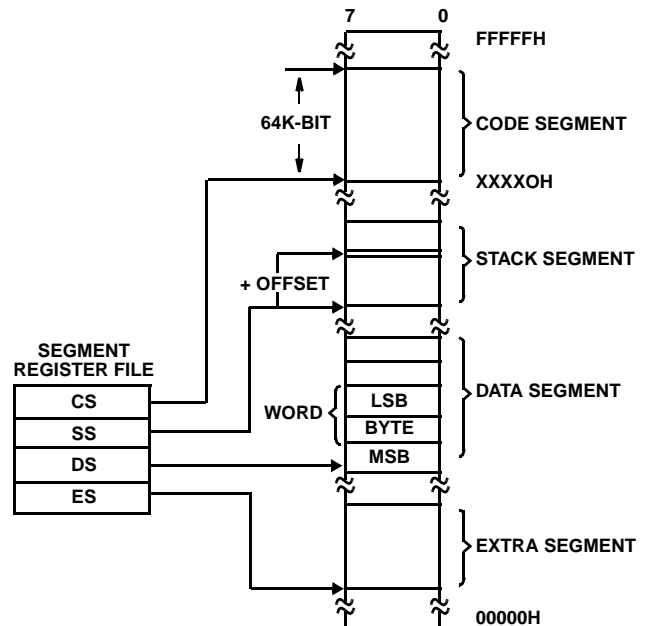 7 0
FFFFFH
64K-BIT
CODE SEGMENT
XXXXOH
STACK SEGMENT
+ OFFSET
SEGMENT
REGISTER FILE
CS
SS
DS
ES
WORD
LSB
BYTE
MSB
DATA SEGMENT
EXTRA SEGMENT
00000H